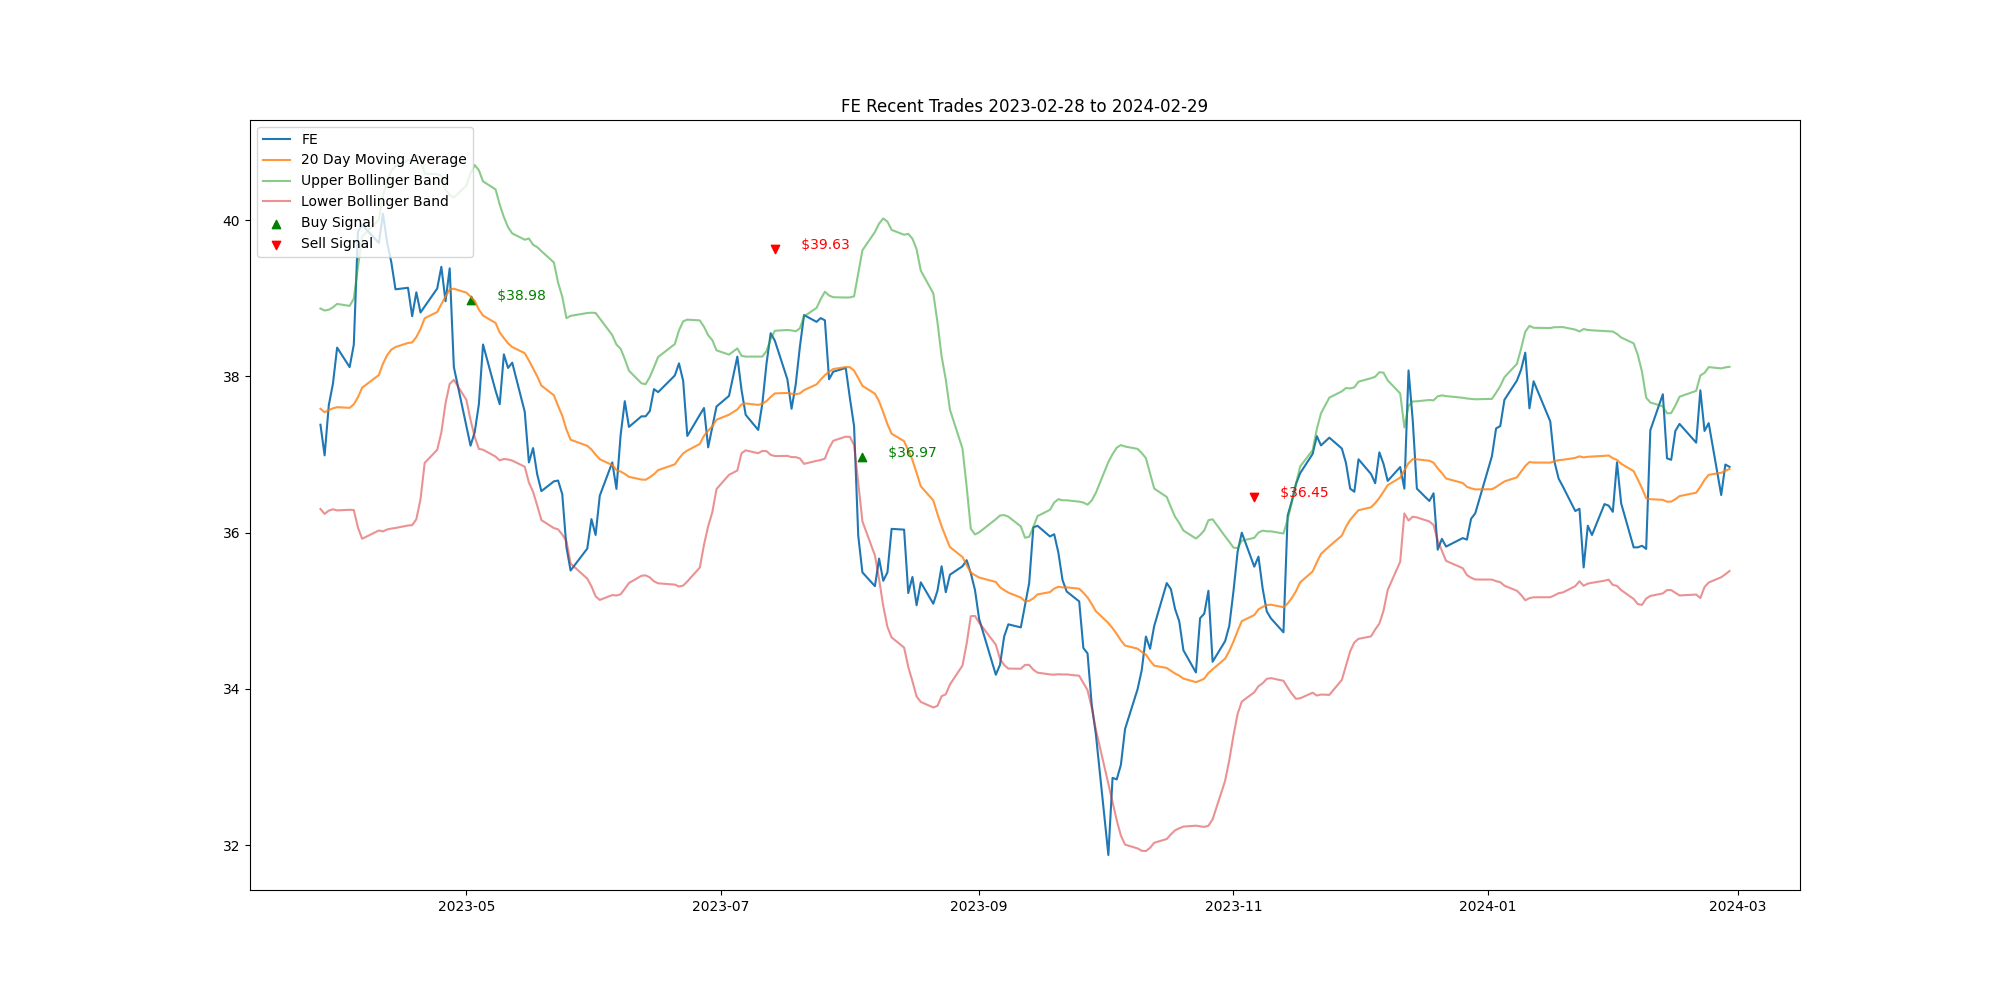 FE Recent Trades 2023-02-28 to 2024-02-29
FE
20 Day Moving Average
Upper Bollinger Band
Lower Bollinger Band
Buy Signal
Sell Signal
40
38
36
34
32
$38.98
$39.63
$36.97
$36.45
2023-05
2023-07
2023-09
2023-11
2024-01
2024-03